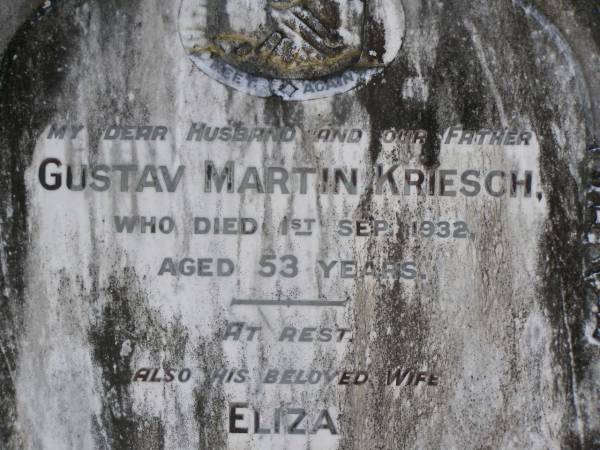 MEET AGAIN
MY DEAR HUSBAND AND OUR FATHER
GUSTAV MARTIN KRIESCH,
WHO DIED 1ST SEP. 1932,
AGED 53 YEARS.
AT REST.
ALSO HIS BELOVED WIFE
ELIZA